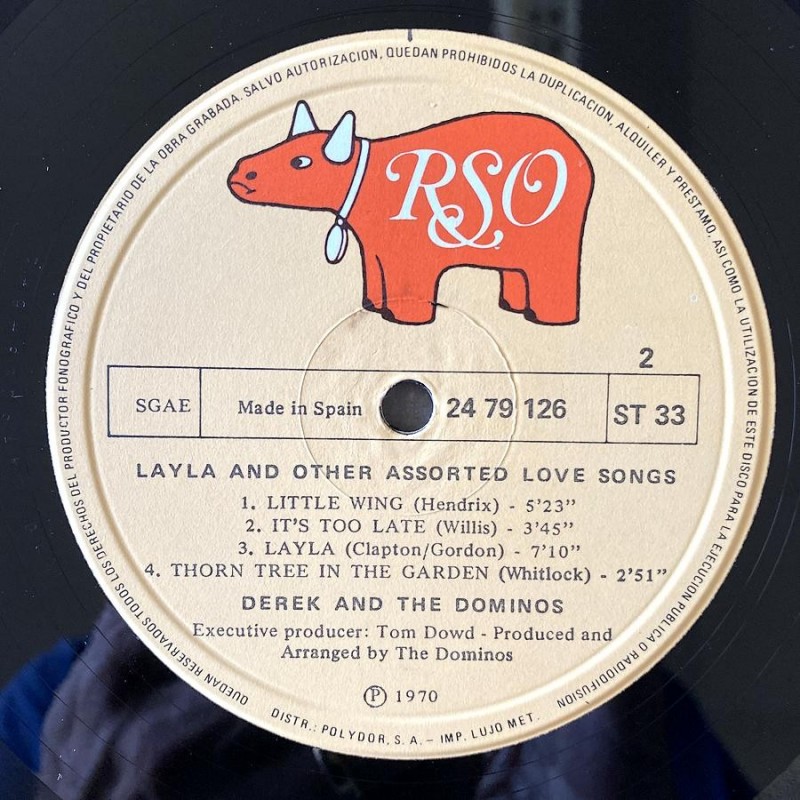 QUEDAN RESERVADOS TODOS LOS DERECHOS DEL PRODUCTOR FONOGRAFICO Y DEL PROPIETARIO DE LA OBRA GRABADA. SALVO AUTORIZACION, QUEDAN PROHIBIDOS LA DUPLICACION, ALQUILER Y PRESTAMO, ASI COMO LA UTILIZACION DE ESTE DISCO PARA LA EJECUCION PUBLICA O RADIODIFUSION
RSO
2
SGAE Made in Spain 24 79 126 ST 33
LAYLA AND OTHER ASSORTED LOVE SONGS
1. LITTLE WING (Hendrix) - 5'23"
2. IT'S TOO LATE (Willis) - 3'45"
3. LAYLA (Clapton/Gordon) - 7'10"
4. THORN TREE IN THE GARDEN (Whitlock) - 2'51"
DEREK AND THE DOMINOS
Executive producer: Tom Dowd - Produced and
Arranged by The Dominos
Ⓟ 1970
DISTR.: POLYDOR, S. A. – IMP. LUJO MET.